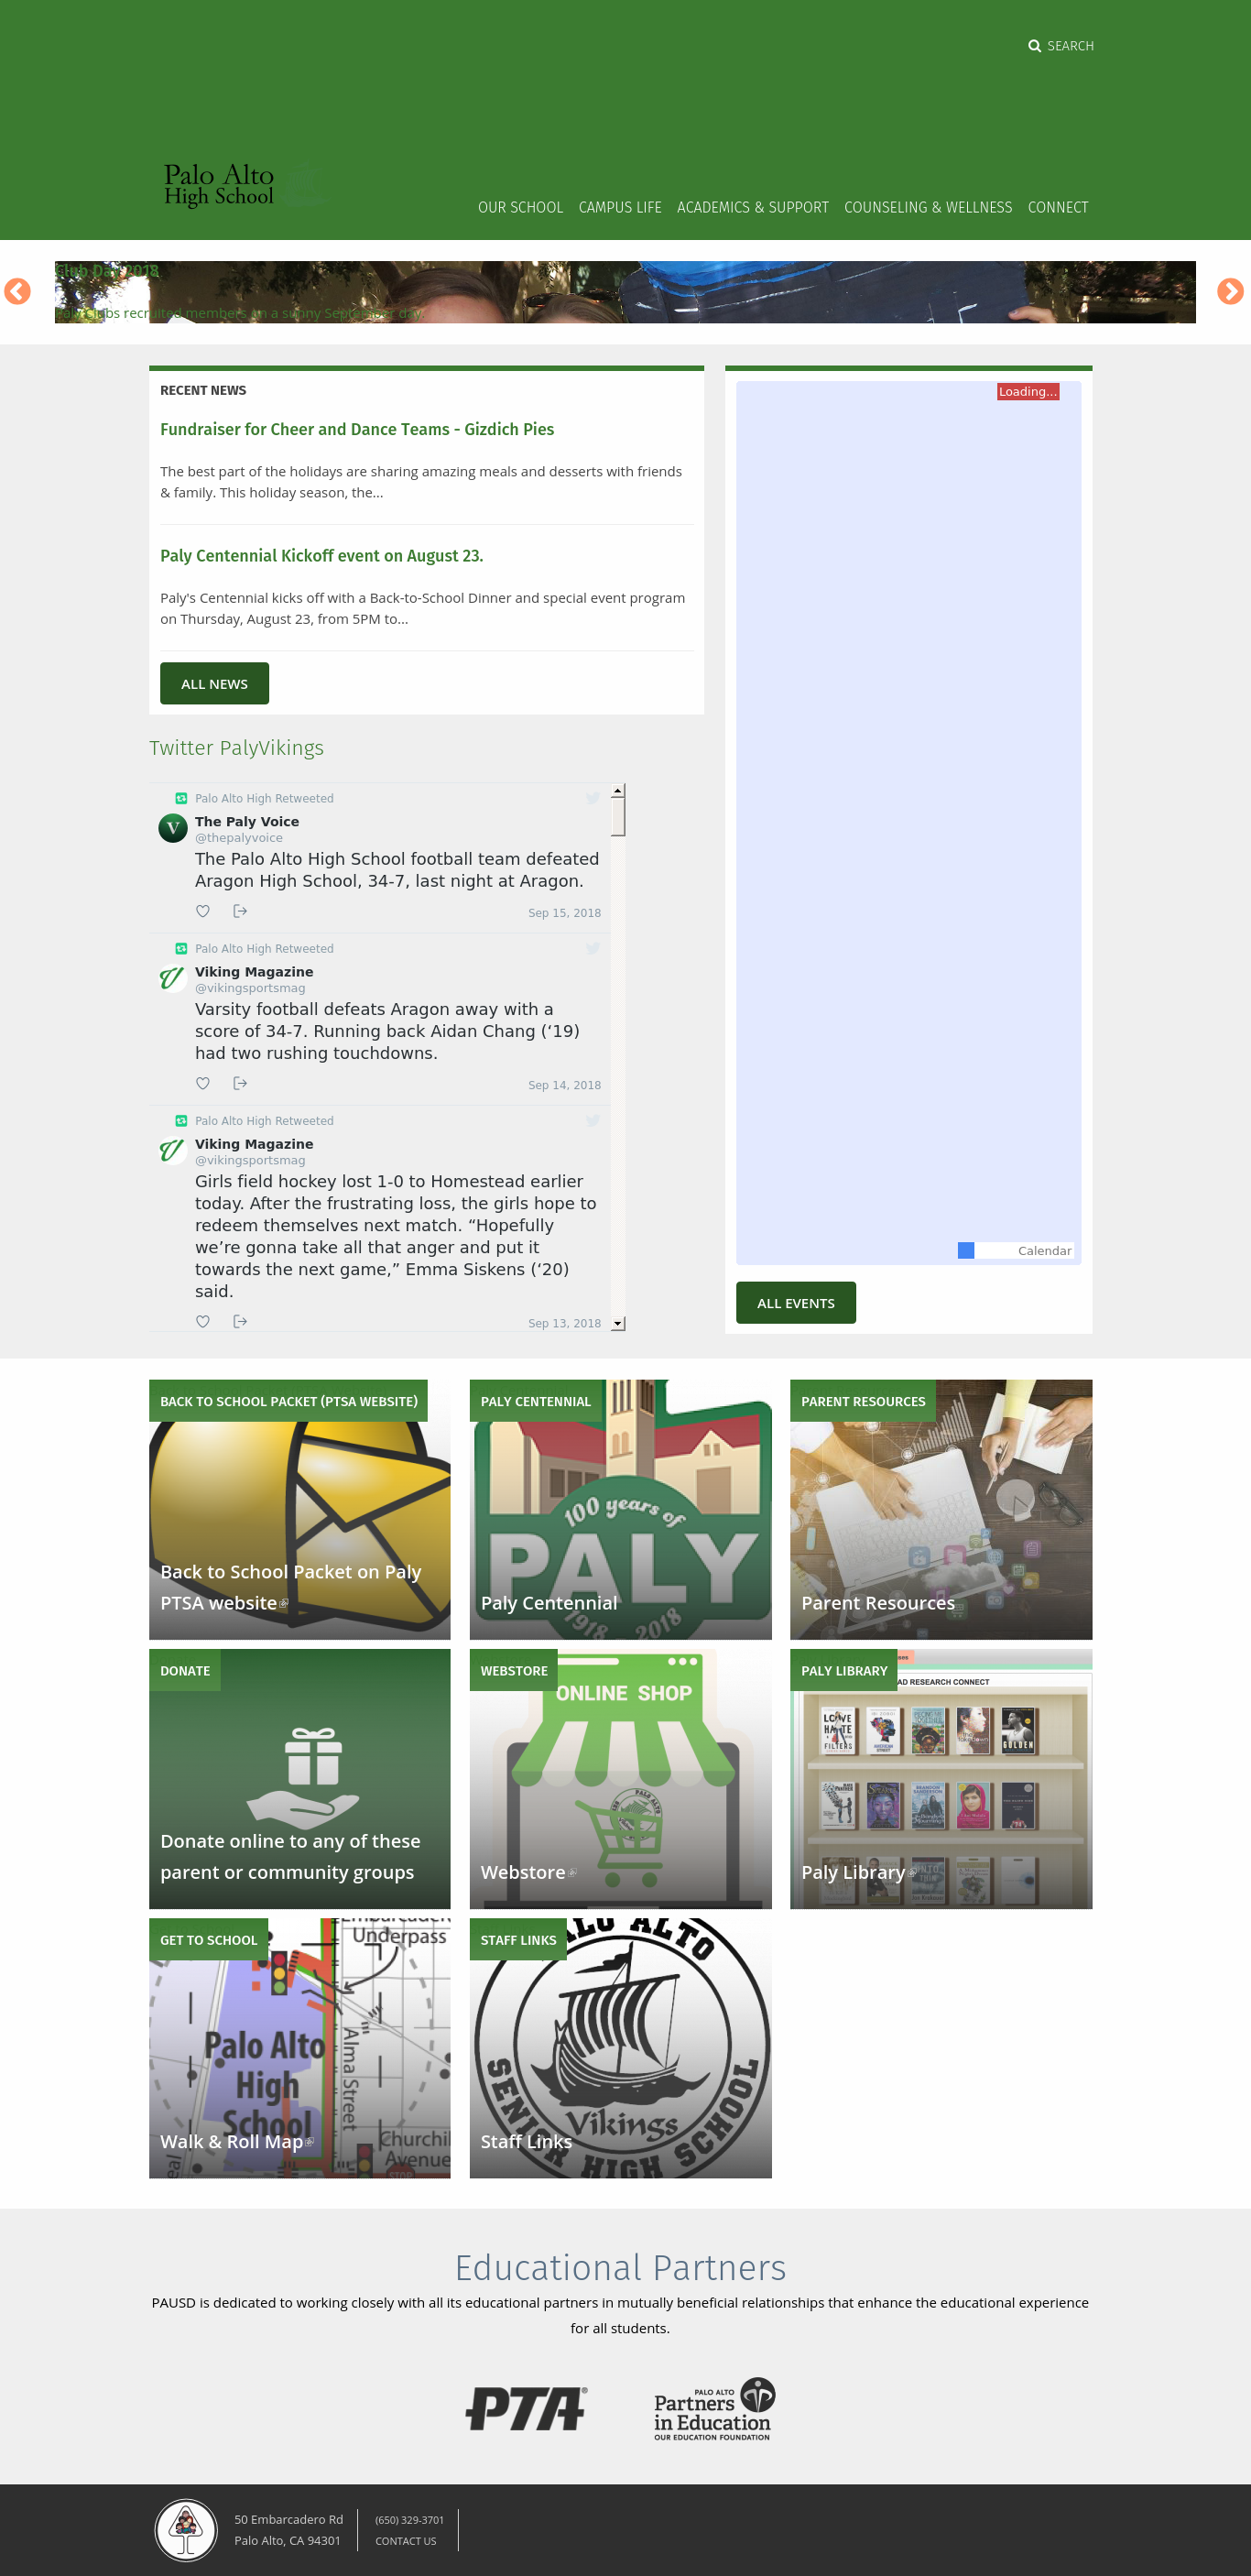 SEARCH
Palo Alto
High School
OUR SCHOOL CAMPUS LIFE ACADEMICS & SUPPORT COUNSELING & WELLNESS CONNECT
Club Day 2018
Paly clubs recruited members on a sunny September day.
RECENT NEWS
Fundraiser for Cheer and Dance Teams - Gizdich Pies
The best part of the holidays are sharing amazing meals and desserts with friends
& family. This holiday season, the...
Paly Centennial Kickoff event on August 23.
Paly's Centennial kicks off with a Back-to-School Dinner and special event program
on Thursday, August 23, from 5PM to...
ALL NEWS
Loading...
Calendar
ALL EVENTS
Twitter PalyVikings
Palo Alto High Retweeted
V
The Paly Voice
@thepalyvoice
The Palo Alto High School football team defeated
Aragon High School, 34-7, last night at Aragon.
Sep 15, 2018
Palo Alto High Retweeted
Viking Magazine
@vikingsportsmag
Varsity football defeats Aragon away with a
score of 34-7. Running back Aidan Chang (‘19)
had two rushing touchdowns.
Sep 14, 2018
Palo Alto High Retweeted
Viking Magazine
@vikingsportsmag
Girls field hockey lost 1-0 to Homestead earlier
today. After the frustrating loss, the girls hope to
redeem themselves next match. “Hopefully
we’re gonna take all that anger and put it
towards the next game,” Emma Siskens (‘20)
said.
Sep 13, 2018
BACK TO SCHOOL PACKET (PTSA WEBSITE)
Back to School Packet on Paly
PTSA website
PALY CENTENNIAL
100 years of
PALY
1918 - 2018
Paly Centennial
PARENT RESOURCES
Parent Resources
DONATE
Donate online to any of these
parent or community groups
WEBSTORE
ONLINE SHOP
Webstore
PALY LIBRARY
AD RESEARCH CONNECT
GOLDEN
Paly Library
GET TO SCHOOL
Embarcadero
Underpass
Palo Alto
High
School
Alma Street
Churchill
Avenue
STOP
Walk & Roll Map
STAFF LINKS
PALO ALTO
Vikings
SENIOR HIGH SCHOOL
Staff Links
Educational Partners
PAUSD is dedicated to working closely with all its educational partners in mutually beneficial relationships that enhance the educational experience
for all students.
PTA®
PALO ALTO
Partners
in Education
OUR EDUCATION FOUNDATION
50 Embarcadero Rd
Palo Alto, CA 94301
(650) 329-3701
CONTACT US